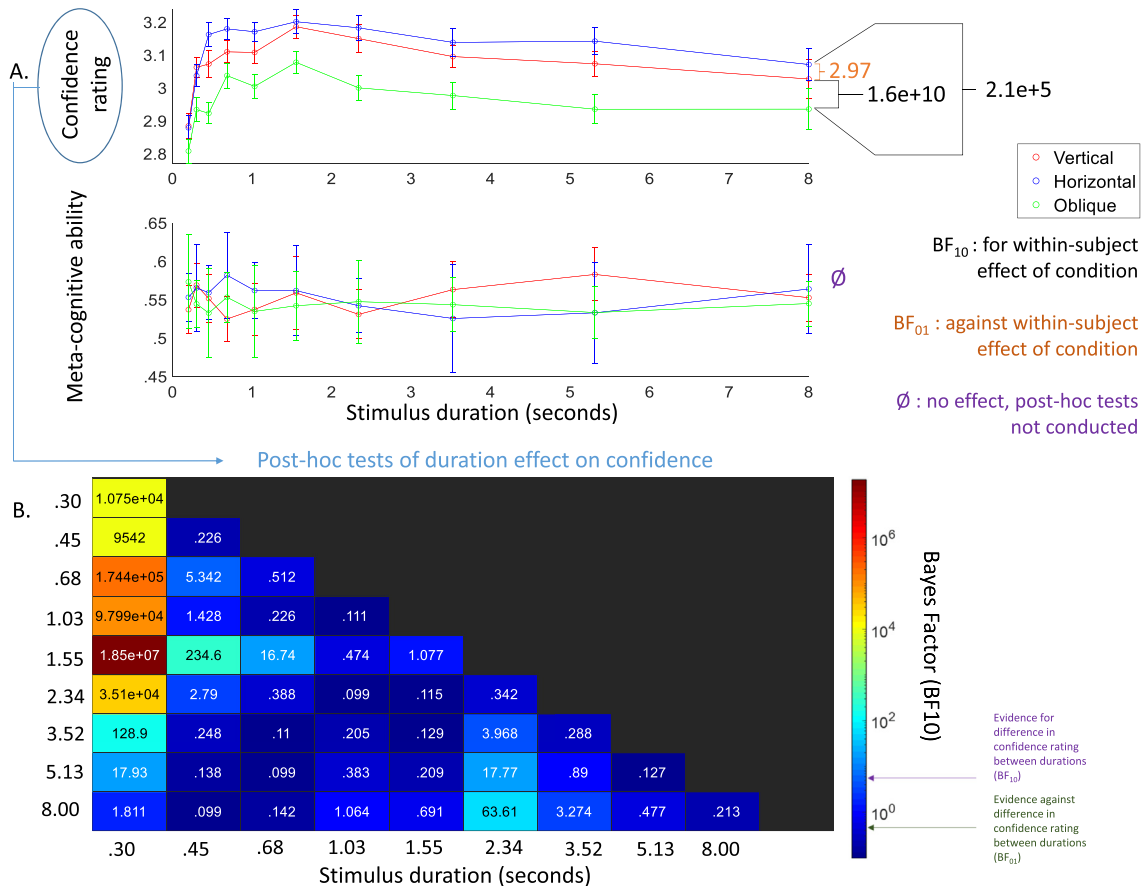 A.
Confidence
rating
3.2
3.1
3
2.9
2.8
0 1 2 3 4 5 6 7 8
2.97
1.6e+10
2.1e+5
Vertical
Horizontal
Oblique
Meta-cognitive ability
.65
.6
.55
.5
.45
Ø
0 1 2 3 4 5 6 7 8
Stimulus duration (seconds)
BF10 : for within-subject
effect of condition
BF01 : against within-subject
effect of condition
Ø : no effect, post-hoc tests
not conducted
Post-hoc tests of duration effect on confidence
B.
.30 1.075e+04
.45 9542 .226
.68 1.744e+05 5.342 .512
1.03 9.799e+04 1.428 .226 .111
1.55 1.85e+07 234.6 16.74 .474 1.077
2.34 3.51e+04 2.79 .388 .099 .115 .342
3.52 128.9 .248 .11 .205 .129 3.968 .288
5.13 17.93 .138 .099 .383 .209 17.77 .89 .127
8.00 1.811 .099 .142 1.064 .691 63.61 3.274 .477 .213
.30 .45 .68 1.03 1.55 2.34 3.52 5.13 8.00
Stimulus duration (seconds)
10^6
10^4
10^2
10^0
Bayes Factor (BF10)
Evidence for
difference in
confidence rating
between durations
(BF10)
Evidence against
difference in
confidence rating
between durations
(BF01)